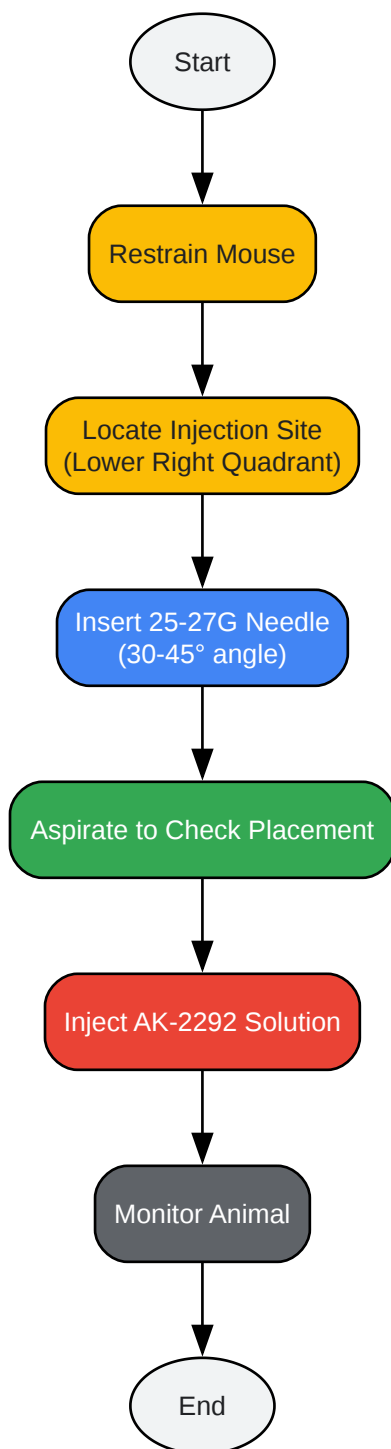 Start
Restrain Mouse
Locate Injection Site
(Lower Right Quadrant)
Insert 25-27G Needle
(30-45° angle)
Aspirate to Check Placement
Inject AK-2292 Solution
Monitor Animal
End